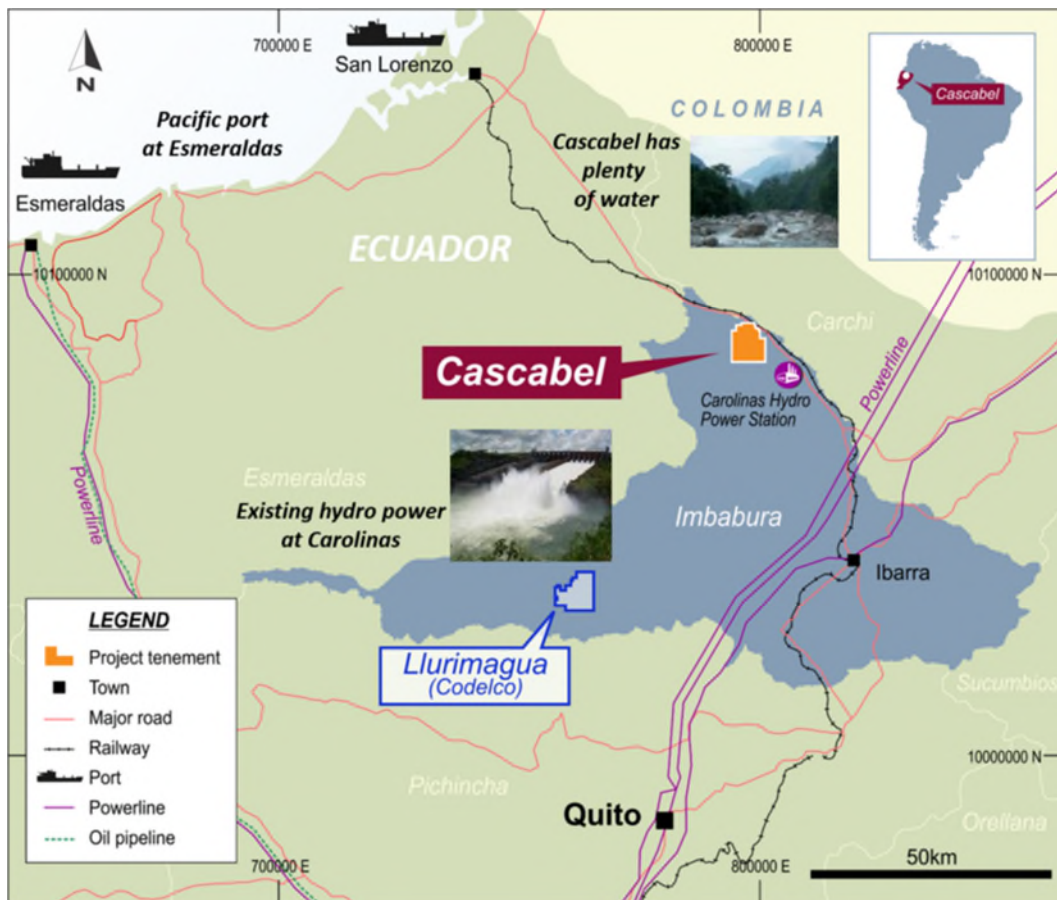 700000 E
800000 E
San Lorenzo
N
Pacific port
at Esmeraldas
COLOMBIA
Cascabel has
plenty
of water
Cascabel
Esmeraldas
ECUADOR
10100000 N
10100000 N
Carchi
Powerline
Cascabel
Carolinas Hydro
Power Station
Powerline
Esmeraldas
Existing hydro power
at Carolinas
Imbabura
Ibarra
Llurimagua
(Codelco)
LEGEND
Project tenement
Town
Major road
Railway
Port
Powerline
Oil pipeline
Sucumbios
10000000 N
Pichincha
Quito
Orellana
50km
700000 E
800000 E